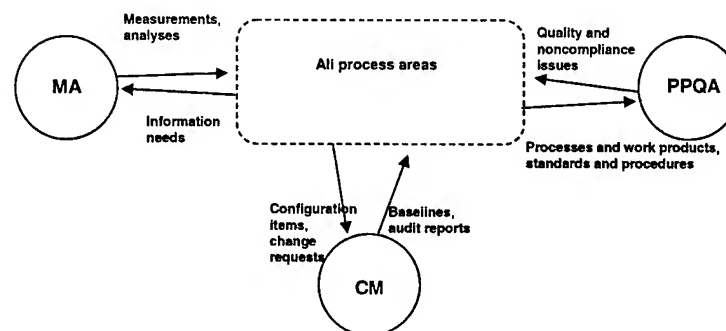 Measurements,
analyses
MA
Information
needs
All process areas
Quality and
noncompliance
issues
PPQA
Processes and work products,
standards and procedures
Configuration
items,
change
requests
Baselines,
audit reports
CM